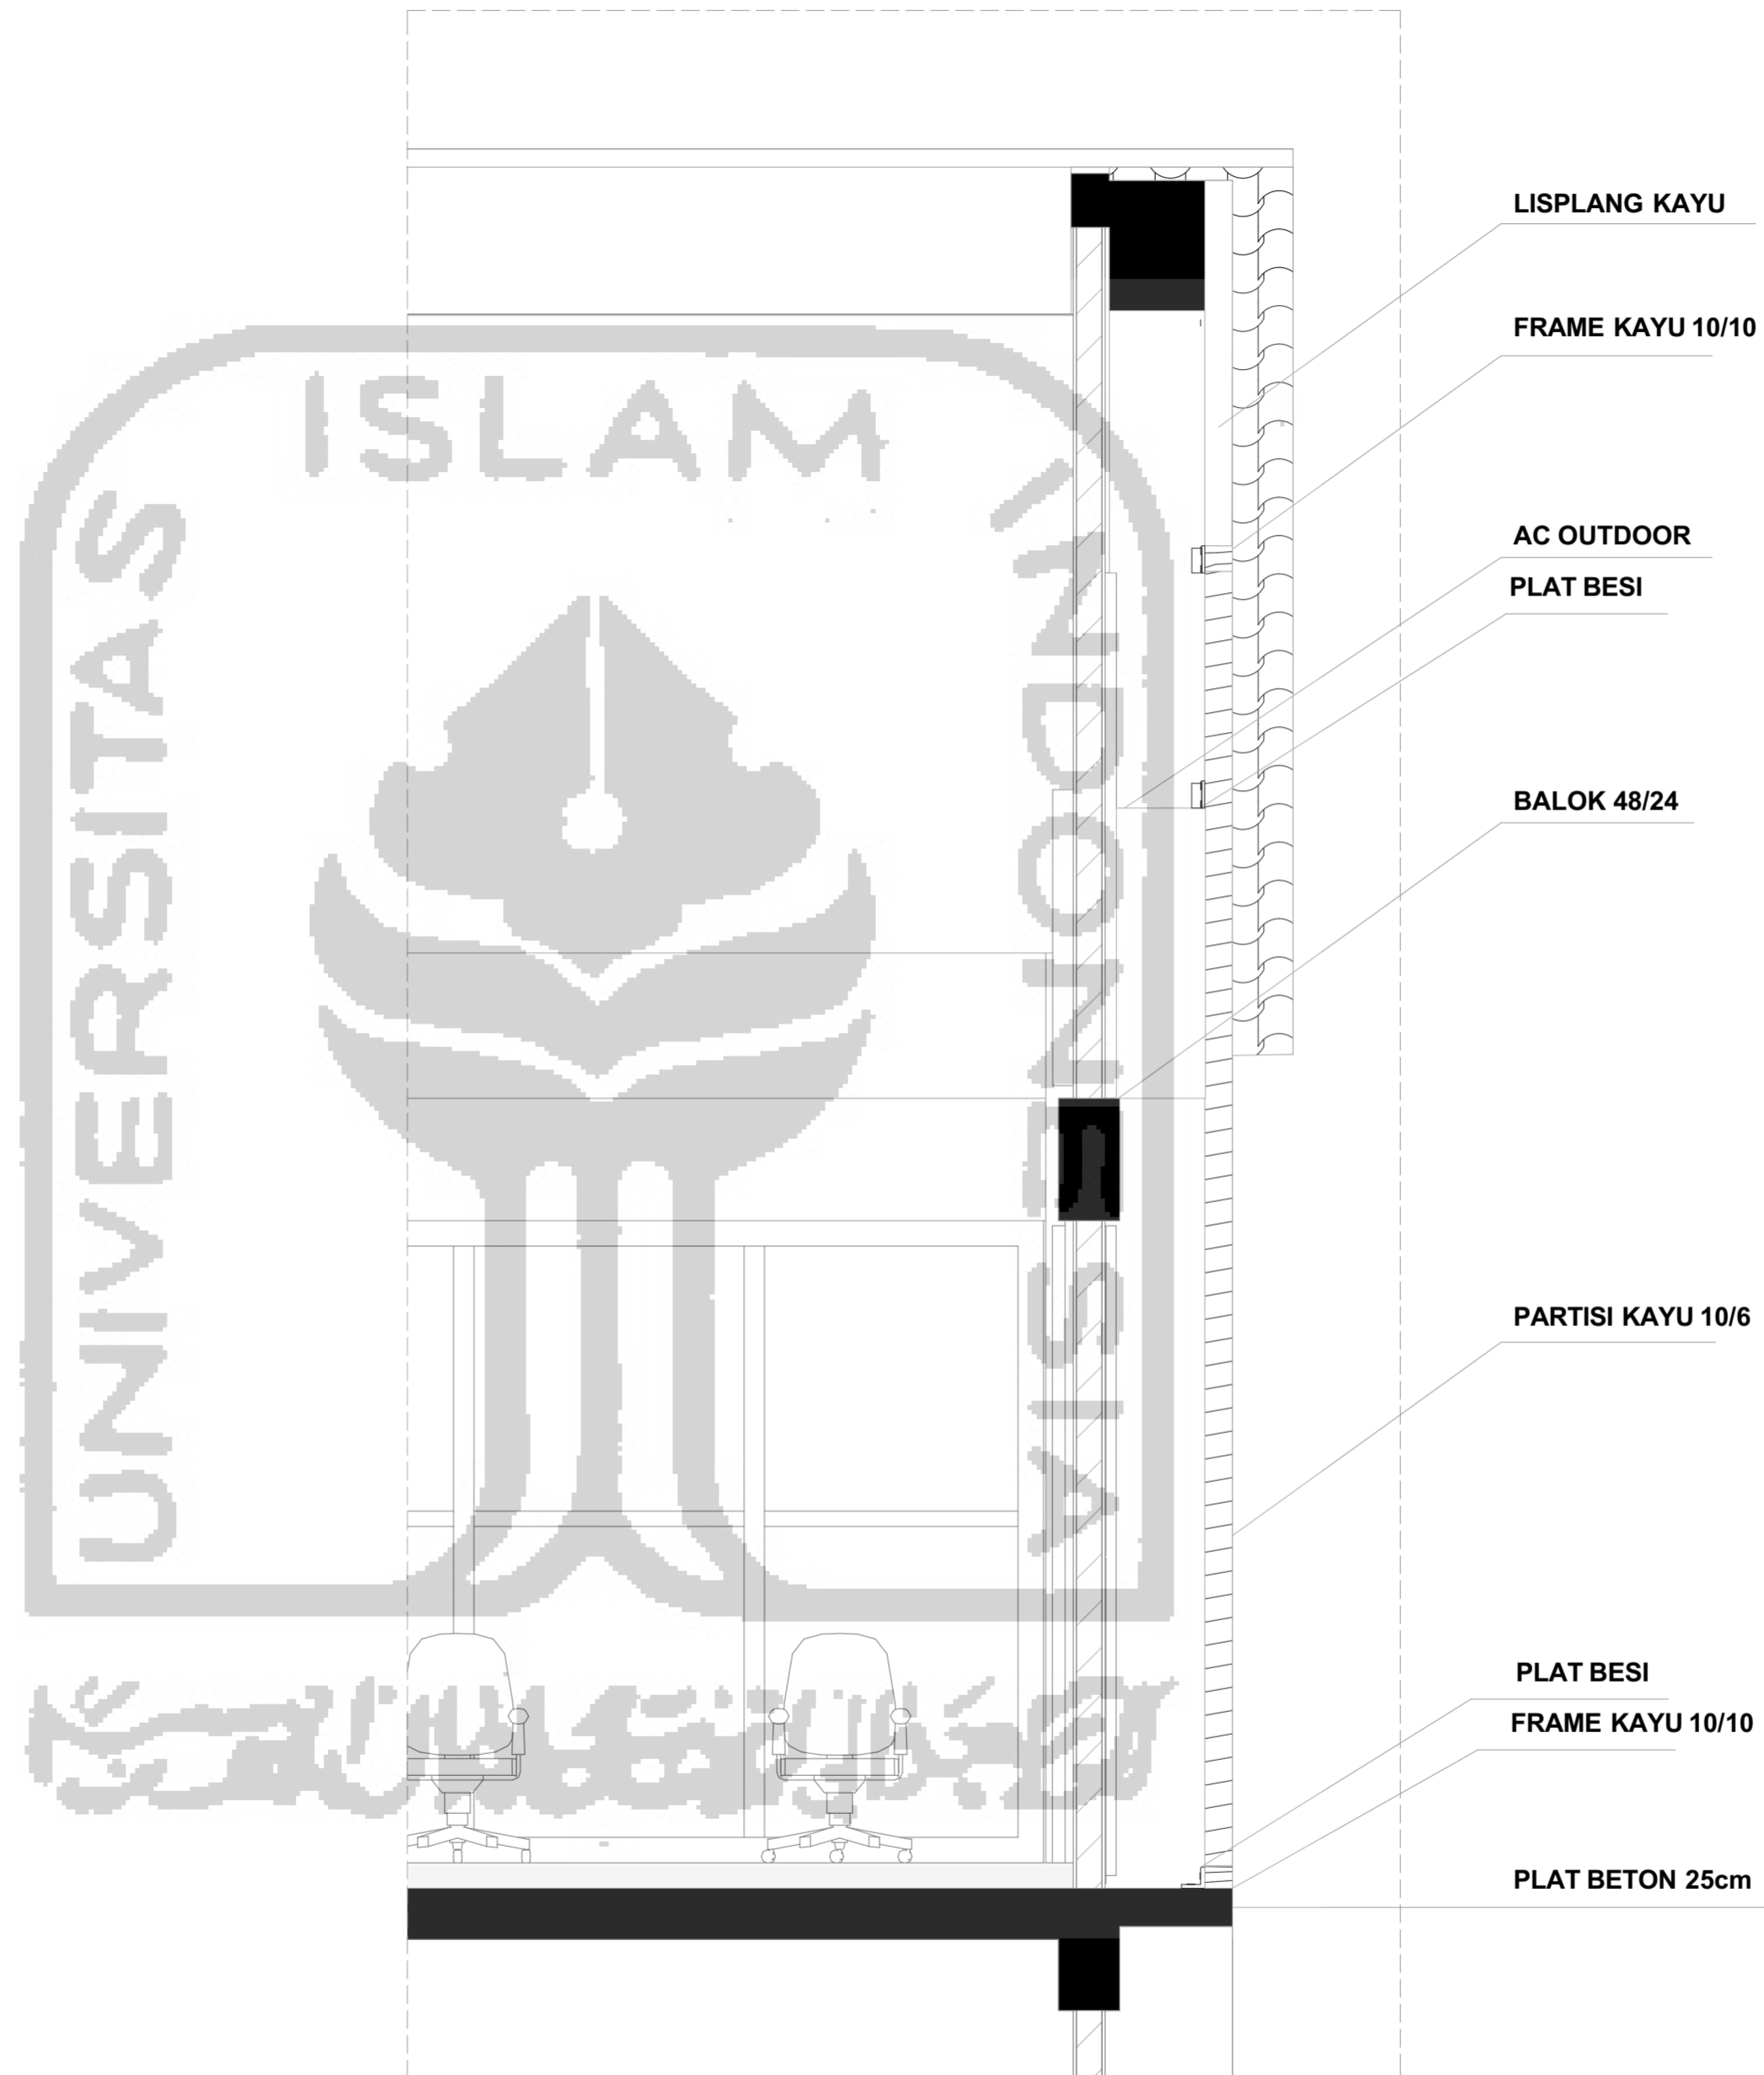 LISPLANG KAYU
FRAME KAYU 10/10
AC OUTDOOR
PLAT BESI
BALOK 48/24
PARTISI KAYU 10/6
PLAT BESI
FRAME KAYU 10/10
PLAT BETON 25cm
UNIVERSITAS
ISLAM
INDONESIA